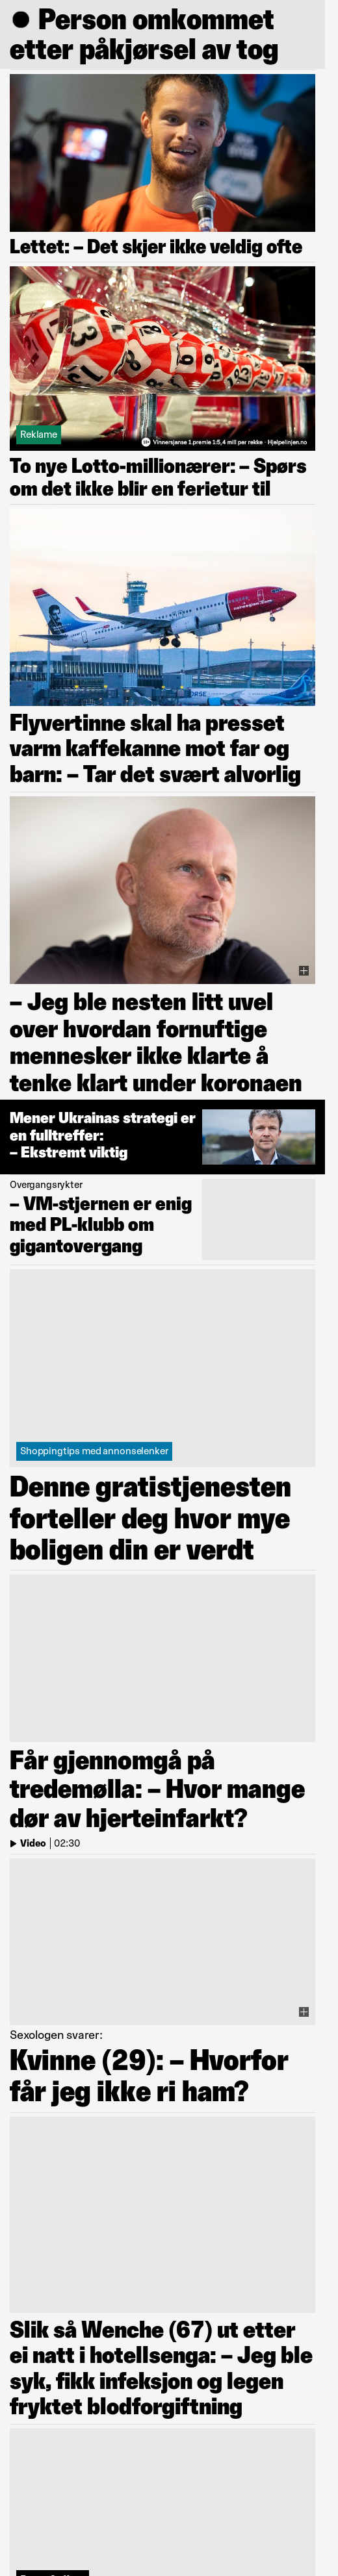 ● Person omkommet
etter påkjørsel av tog
Lettet: – Det skjer ikke veldig ofte
Reklame
18+ Vinnersjanse 1.premie 1:5,4 mill per rekke · Hjelpelinjen.no
To nye Lotto-millionærer: – Spørs
om det ikke blir en ferietur til
norwegian.com
Flyvertinne skal ha presset
varm kaffekanne mot far og
barn: – Tar det svært alvorlig
– Jeg ble nesten litt uvel
over hvordan fornuftige
mennesker ikke klarte å
tenke klart under koronaen
Mener Ukrainas strategi er
en fulltreffer:
– Ekstremt viktig
Overgangsrykter
– VM-stjernen er enig
med PL-klubb om
gigantovergang
Shoppingtips med annonselenker
Denne gratistjenesten
forteller deg hvor mye
boligen din er verdt
Får gjennomgå på
tredemølla: – Hvor mange
dør av hjerteinfarkt?
Video | 02:30
Sexologen svarer:
Kvinne (29): – Hvorfor
får jeg ikke ri ham?
Slik så Wenche (67) ut etter
ei natt i hotellsenga: – Jeg ble
syk, fikk infeksjon og legen
fryktet blodforgiftning